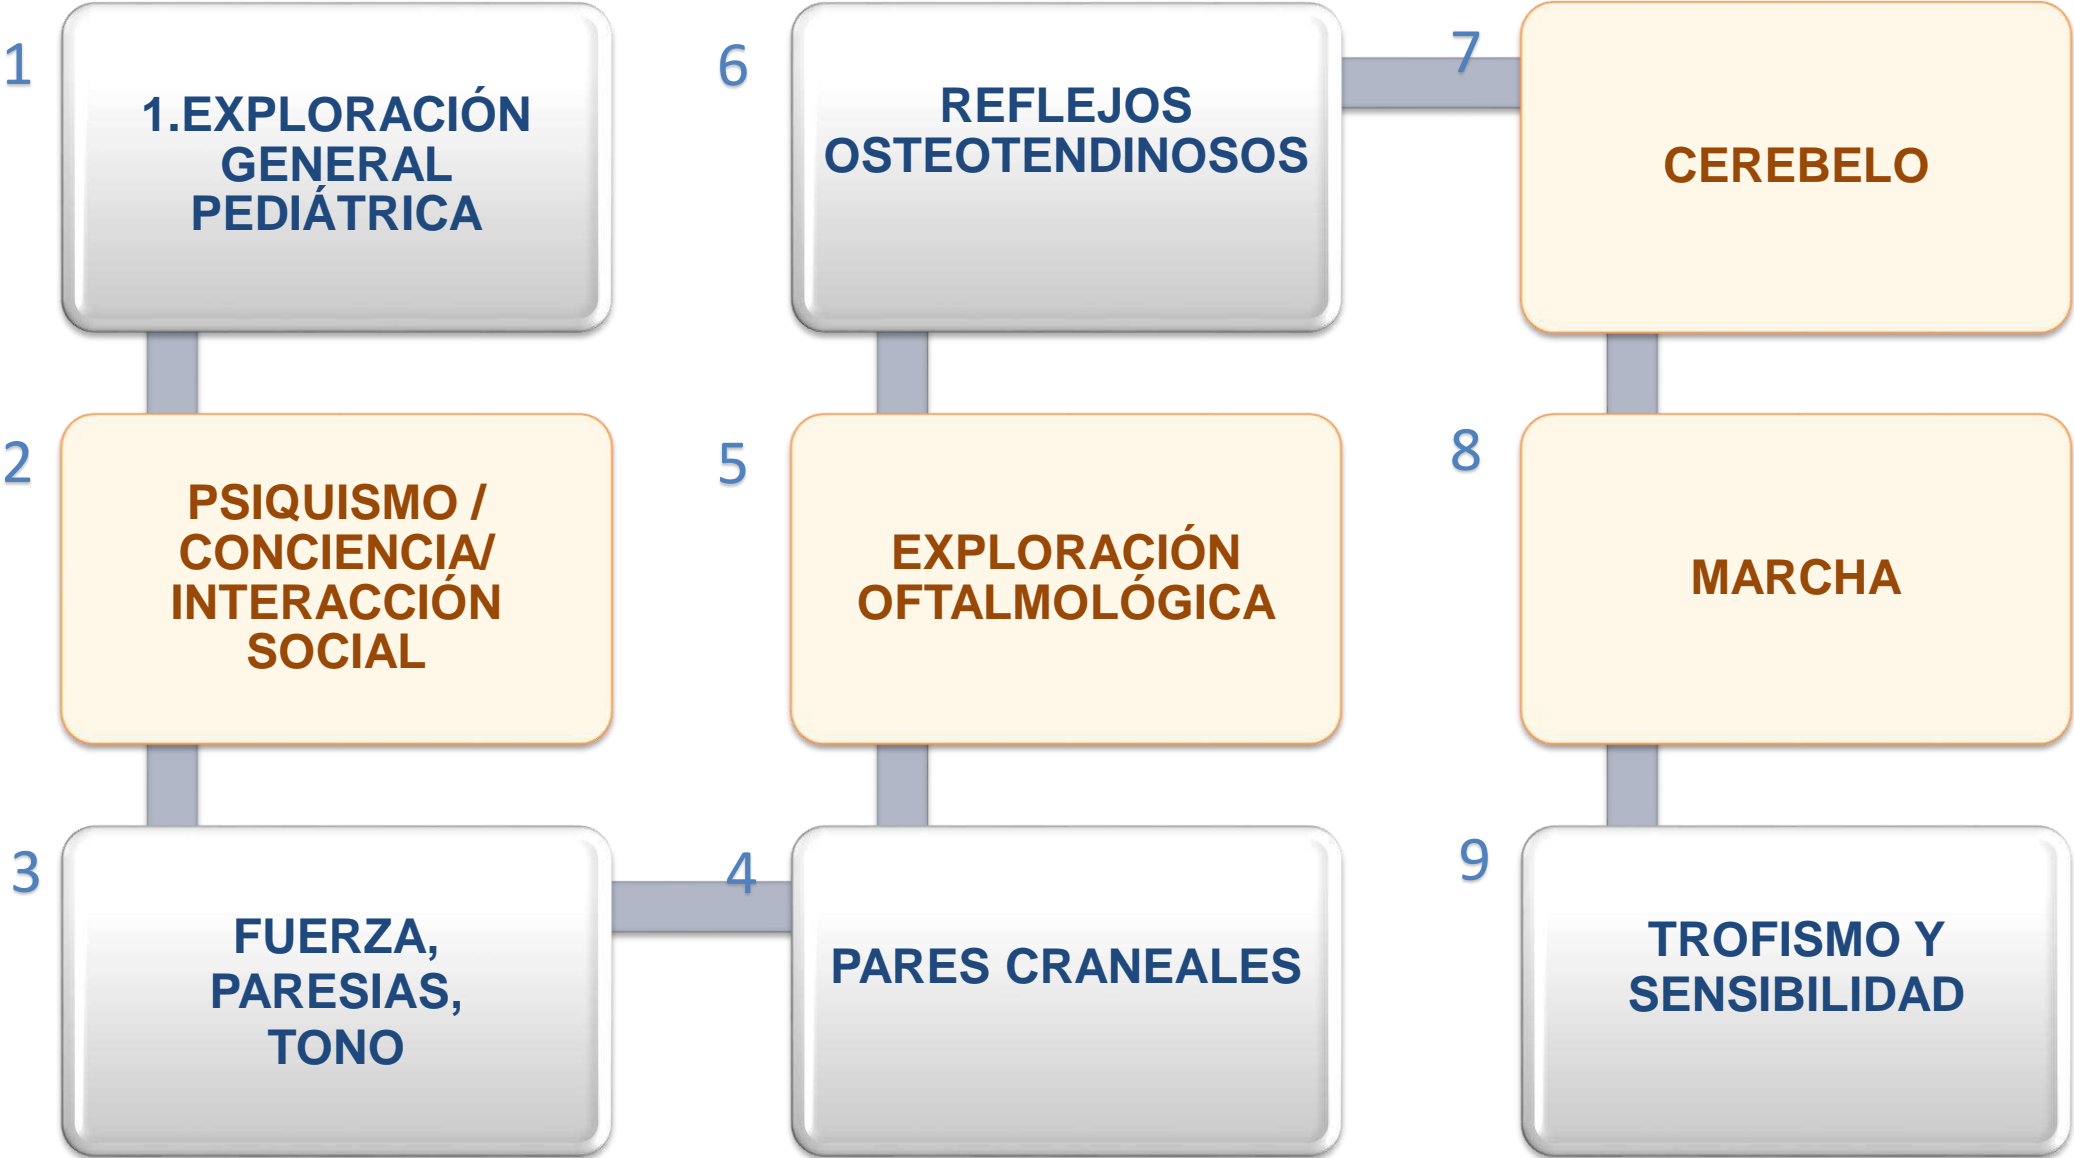 1
1.EXPLORACIÓN
GENERAL
PEDIÁTRICA
2
PSIQUISMO /
CONCIENCIA/
INTERACCIÓN
SOCIAL
3
FUERZA,
PARESIAS,
TONO
4
PARES CRANEALES
5
EXPLORACIÓN
OFTALMOLÓGICA
6
REFLEJOS
OSTEOTENDINOSOS
7
CEREBELO
8
MARCHA
9
TROFISMO Y
SENSIBILIDAD